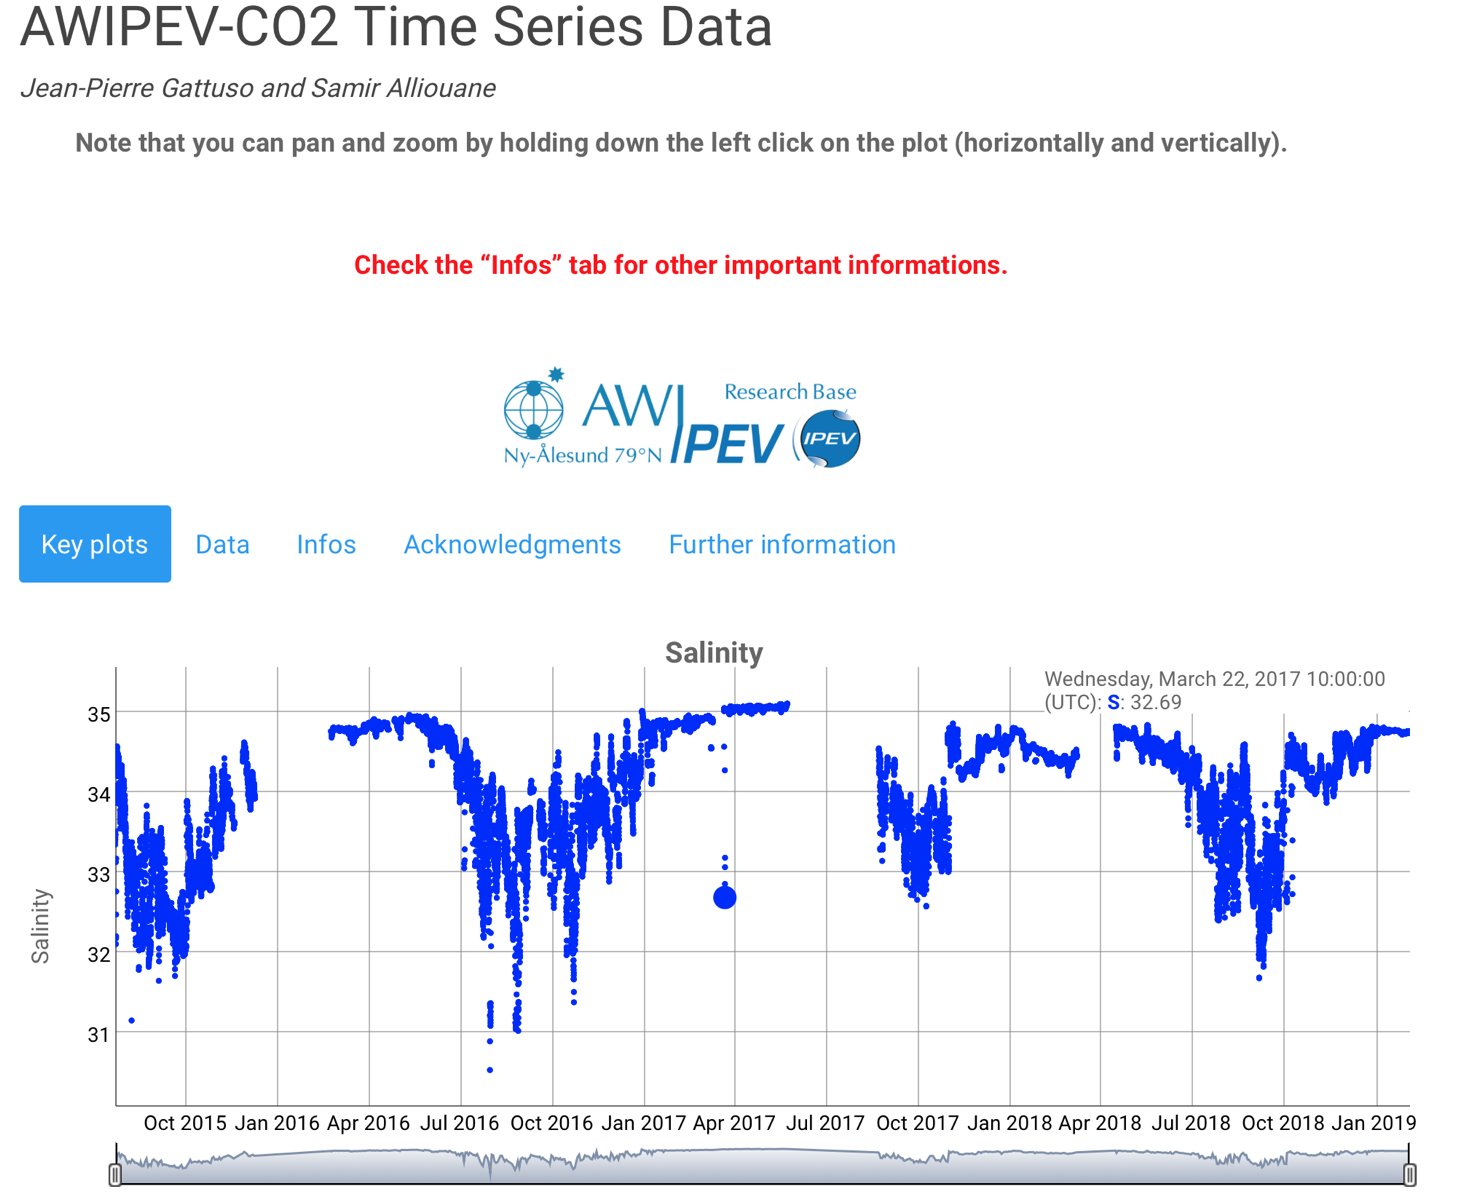 AWIPEV-CO2 Time Series Data
Jean-Pierre Gattuso and Samir Alliouane
Note that you can pan and zoom by holding down the left click on the plot (horizontally and vertically).
Check the “Infos” tab for other important informations.
AWI
Research Base
IPEV
IPEV
Ny-Ålesund 79°N
Key plots
Data
Infos
Acknowledgments
Further information
Salinity
Wednesday, March 22, 2017 10:00:00
(UTC): S: 32.69
35
34
33
32
31
Salinity
Oct 2015
Jan 2016
Apr 2016
Jul 2016
Oct 2016
Jan 2017
Apr 2017
Jul 2017
Oct 2017
Jan 2018
Apr 2018
Jul 2018
Oct 2018
Jan 2019